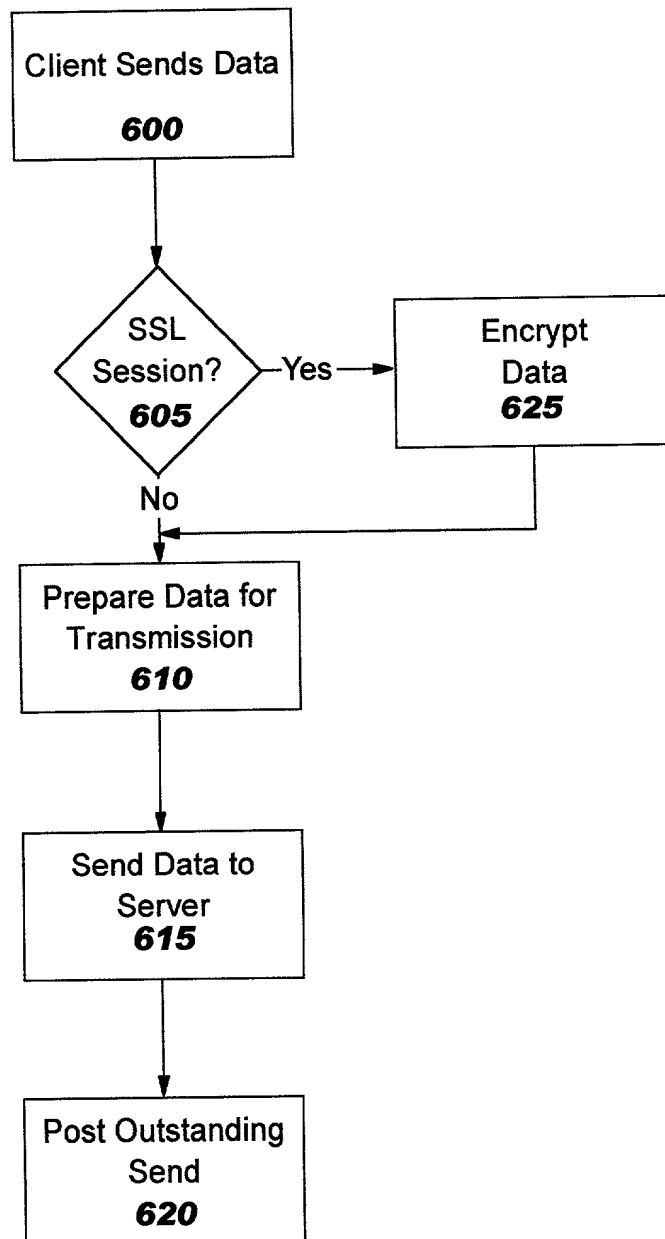 Client Sends Data
600
SSL
Session?
605
Yes
Encrypt
Data
625
No
Prepare Data for
Transmission
610
Send Data to
Server
615
Post Outstanding
Send
620